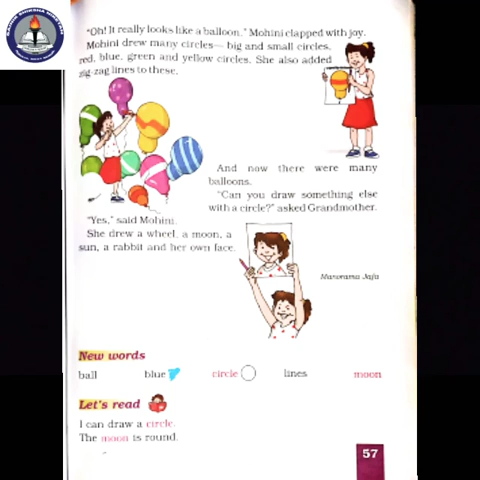 "Oh! It really looks like a balloon." Mohini clapped with joy.
Mohini drew many circles— big and small circles,
red, blue, green and yellow circles. She also added
zig-zag lines to these.
And now there were many
balloons.
"Can you draw something else
with a circle?" asked Grandmother.
"Yes," said Mohini.
She drew a wheel, a moon, a
sun, a rabbit and her own face.
Manorama Jafa
New words
ball blue circle lines moon
Let's read
I can draw a circle.
The moon is round.
57